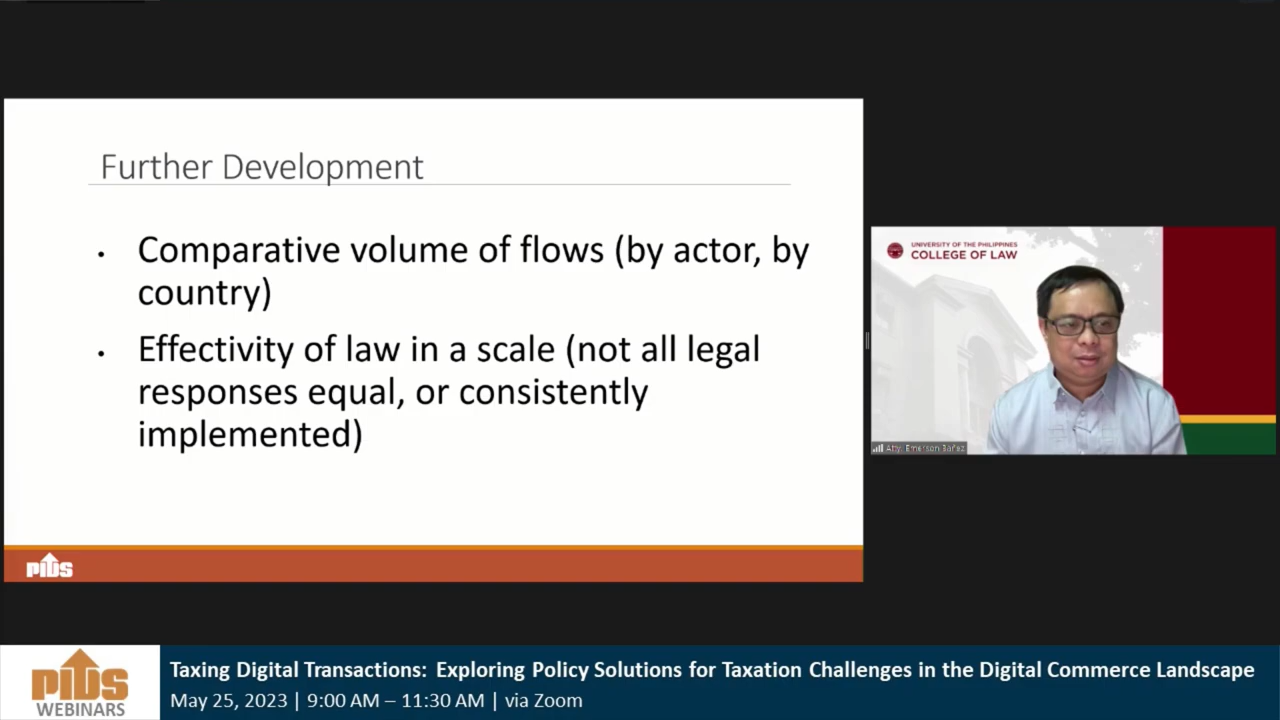 Further Development
• Comparative volume of flows (by actor, by
country)
• Effectivity of law in a scale (not all legal
responses equal, or consistently
implemented)
PIDS
UNIVERSITY OF THE PHILIPPINES
COLLEGE OF LAW
Atty. Emerson Bañez
PIDS
WEBINARS
Taxing Digital Transactions: Exploring Policy Solutions for Taxation Challenges in the Digital Commerce Landscape
May 25, 2023 | 9:00 AM – 11:30 AM | via Zoom